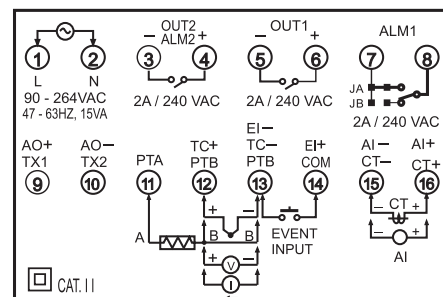 OUT2
OUT1
ALM1
− ALM2 +
− +
1 2 3 4 5 6 7 8
L N
JA
JB
90 - 264VAC
47 - 63HZ, 15VA
2A / 240 VAC
2A / 240 VAC
2A / 240 VAC
AO+
TX1
AO−
TX2
PTA
TC+
PTB
EI−
TC−
PTB
EI+
COM
AI−
CT−
AI+
CT+
9 10 11 12 13 14 15 16
+ −
− CT +
A B B
EVENT
INPUT
+ V −
− +
AI
I
CAT. II